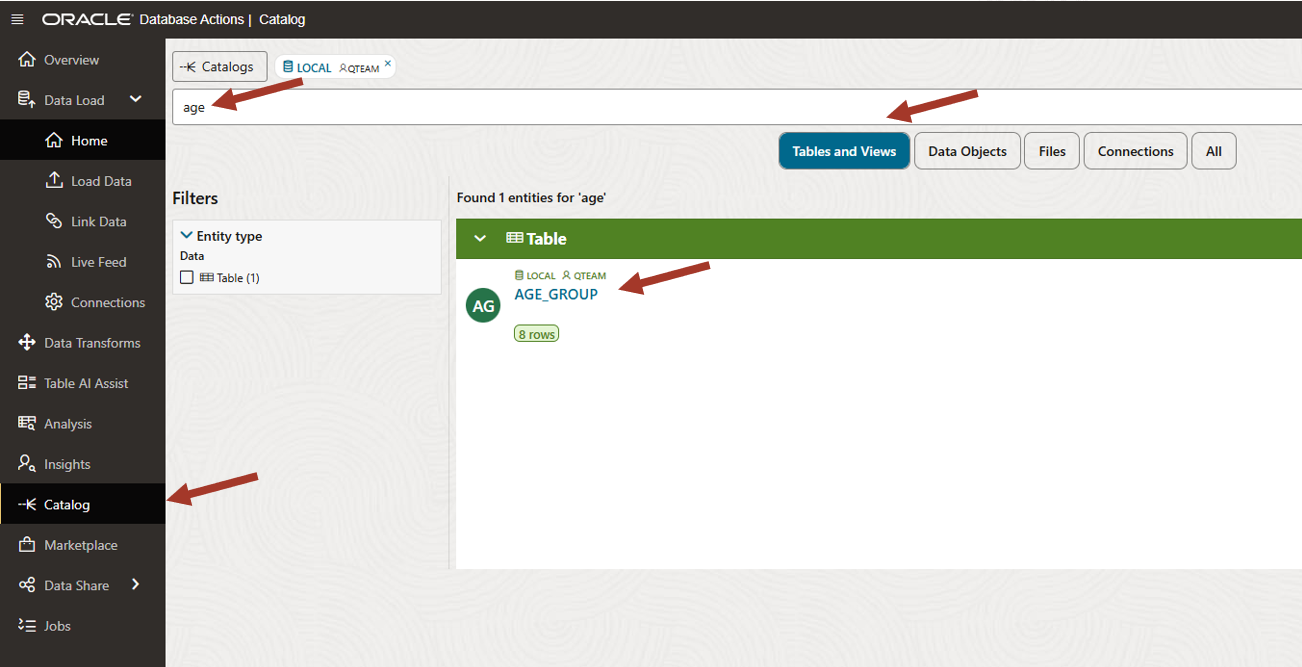 ORACLE Database Actions | Catalog
Overview
Data Load
Home
Load Data
Link Data
Live Feed
Connections
Data Transforms
Table AI Assist
Analysis
Insights
Catalog
Marketplace
Data Share
Jobs
Catalogs LOCAL QTEAM ×
age
Tables and Views Data Objects Files Connections All
Filters
Entity type
Data
Table (1)
Found 1 entities for 'age'
Table
LOCAL QTEAM
AG AGE_GROUP
8 rows